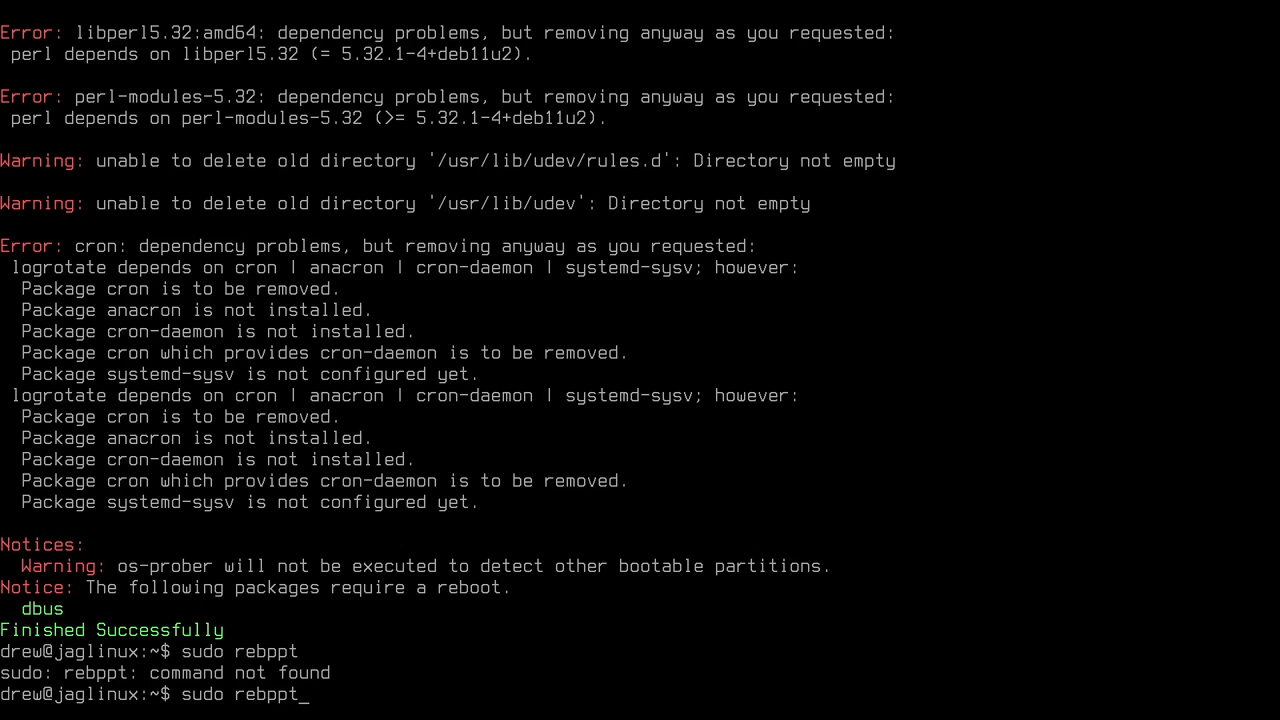 Error: libperl5.32:amd64: dependency problems, but removing anyway as you requested:
 perl depends on libperl5.32 (= 5.32.1-4+deb11u2).
Error: perl-modules-5.32: dependency problems, but removing anyway as you requested:
 perl depends on perl-modules-5.32 (>= 5.32.1-4+deb11u2).
Warning: unable to delete old directory '/usr/lib/udev/rules.d': Directory not empty
Warning: unable to delete old directory '/usr/lib/udev': Directory not empty
Error: cron: dependency problems, but removing anyway as you requested:
 logrotate depends on cron | anacron | cron-daemon | systemd-sysv; however:
  Package cron is to be removed.
  Package anacron is not installed.
  Package cron-daemon is not installed.
  Package cron which provides cron-daemon is to be removed.
  Package systemd-sysv is not configured yet.
 logrotate depends on cron | anacron | cron-daemon | systemd-sysv; however:
  Package cron is to be removed.
  Package anacron is not installed.
  Package cron-daemon is not installed.
  Package cron which provides cron-daemon is to be removed.
  Package systemd-sysv is not configured yet.
Notices:
  Warning: os-prober will not be executed to detect other bootable partitions.
Notice: The following packages require a reboot.
  dbus
Finished Successfully
drew@jaglinux:~$ sudo rebppt
sudo: rebppt: command not found
drew@jaglinux:~$ sudo rebppt_